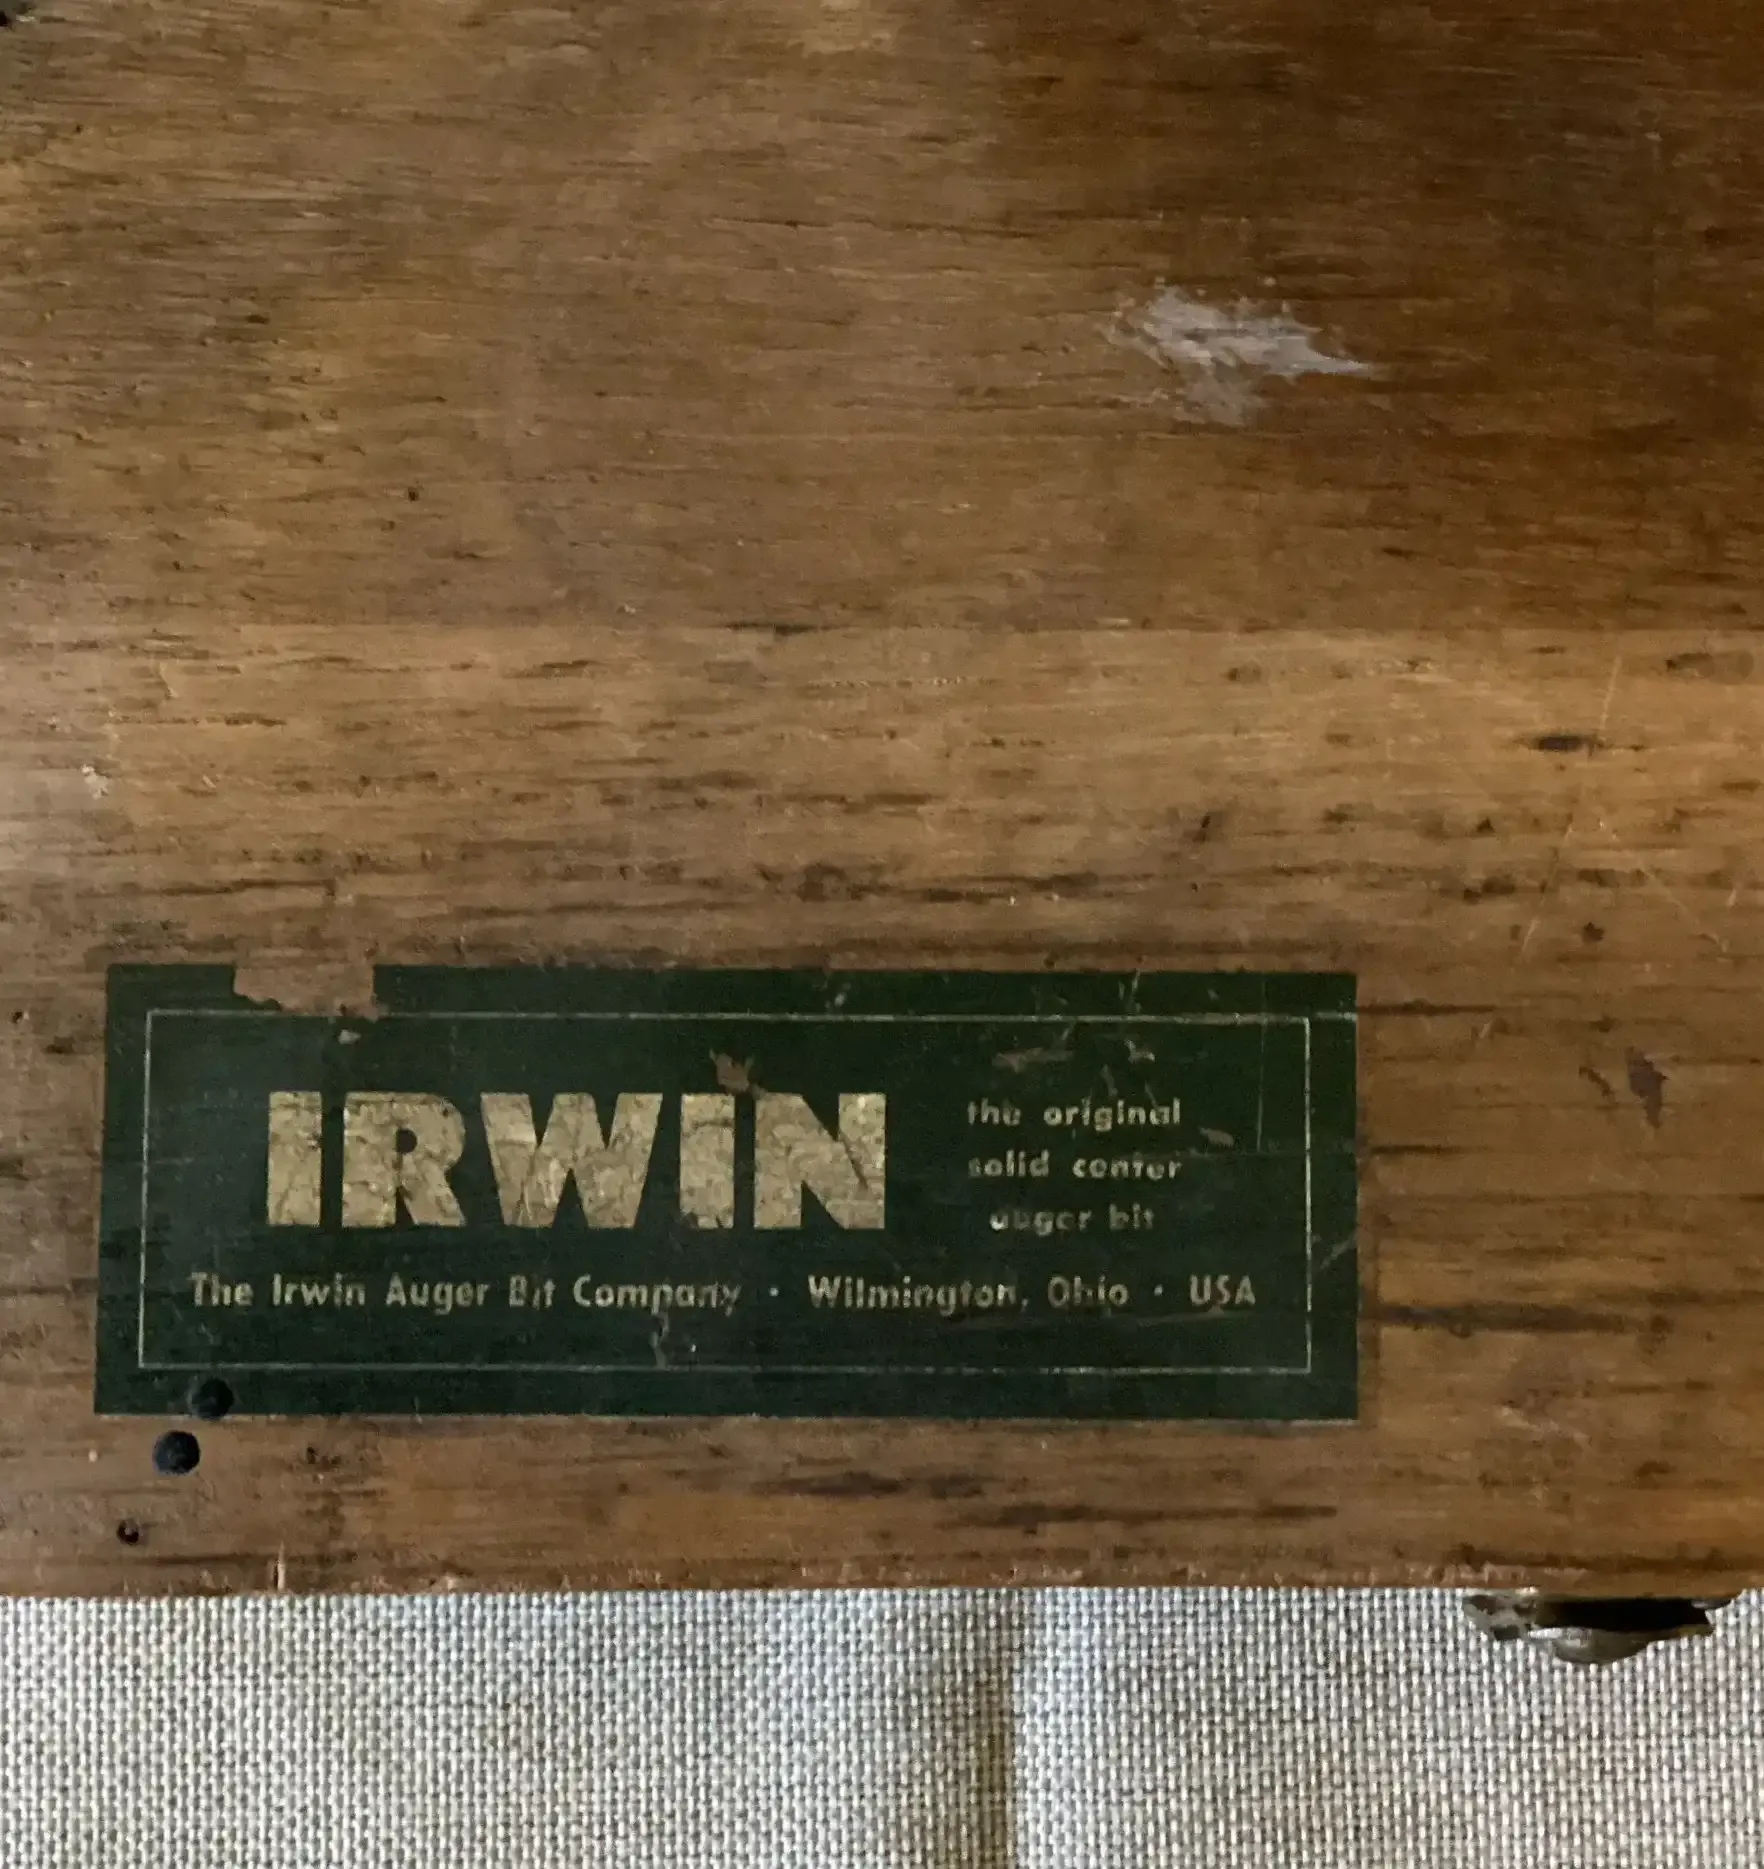 IRWIN
the original
solid center
auger bit
The Irwin Auger Bit Company · Wilmington, Ohio · USA